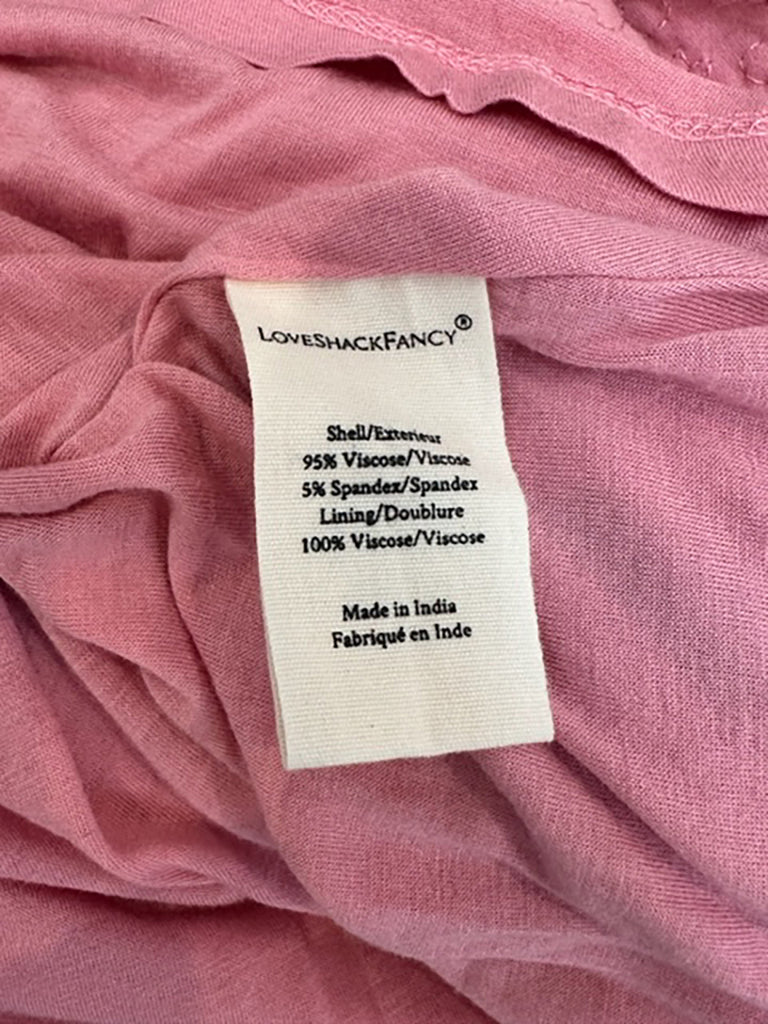 LOVESHACKFANCY®
Shell/Exterieur
95% Viscose/Viscose
5% Spandex/Spandex
Lining/Doublure
100% Viscose/Viscose
Made in India
Fabriqué en Inde